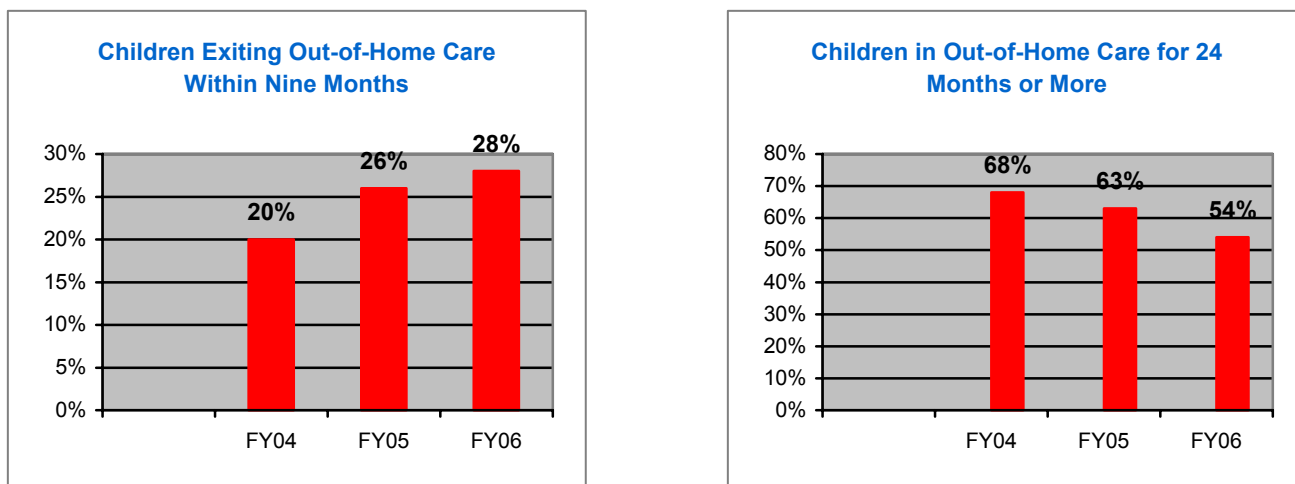 Children Exiting Out-of-Home Care
Within Nine Months
30%
25%
20%
15%
10%
5%
0%
20%
26%
28%
FY04
FY05
FY06
Children in Out-of-Home Care for 24
Months or More
80%
70%
60%
50%
40%
30%
20%
10%
0%
68%
63%
54%
FY04
FY05
FY06